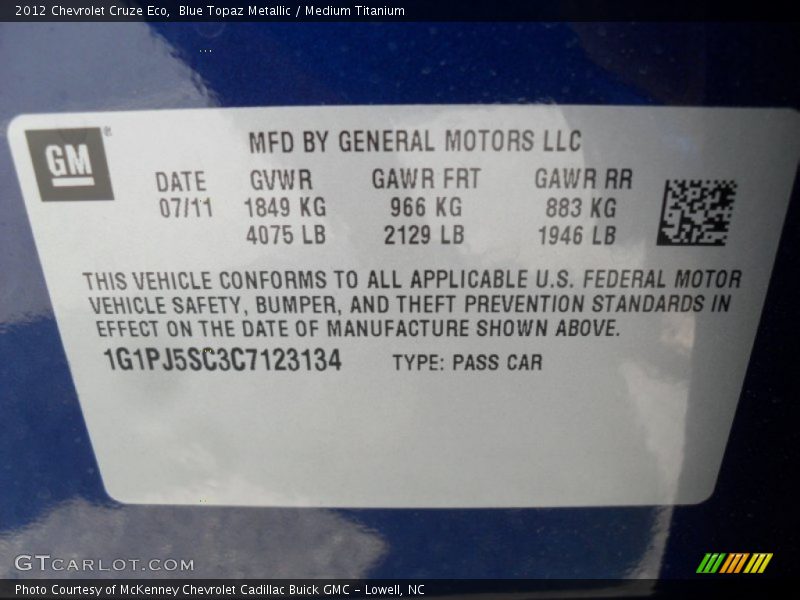 2012 Chevrolet Cruze Eco, Blue Topaz Metallic / Medium Titanium
GM
MFD BY GENERAL MOTORS LLC
DATE GVWR GAWR FRT GAWR RR
07/11 1849 KG 966 KG 883 KG
4075 LB 2129 LB 1946 LB
THIS VEHICLE CONFORMS TO ALL APPLICABLE U.S. FEDERAL MOTOR
VEHICLE SAFETY, BUMPER, AND THEFT PREVENTION STANDARDS IN
EFFECT ON THE DATE OF MANUFACTURE SHOWN ABOVE.
1G1PJ5SC3C7123134 TYPE: PASS CAR
GTCARLOT.COM
Photo Courtesy of McKenney Chevrolet Cadillac Buick GMC - Lowell, NC